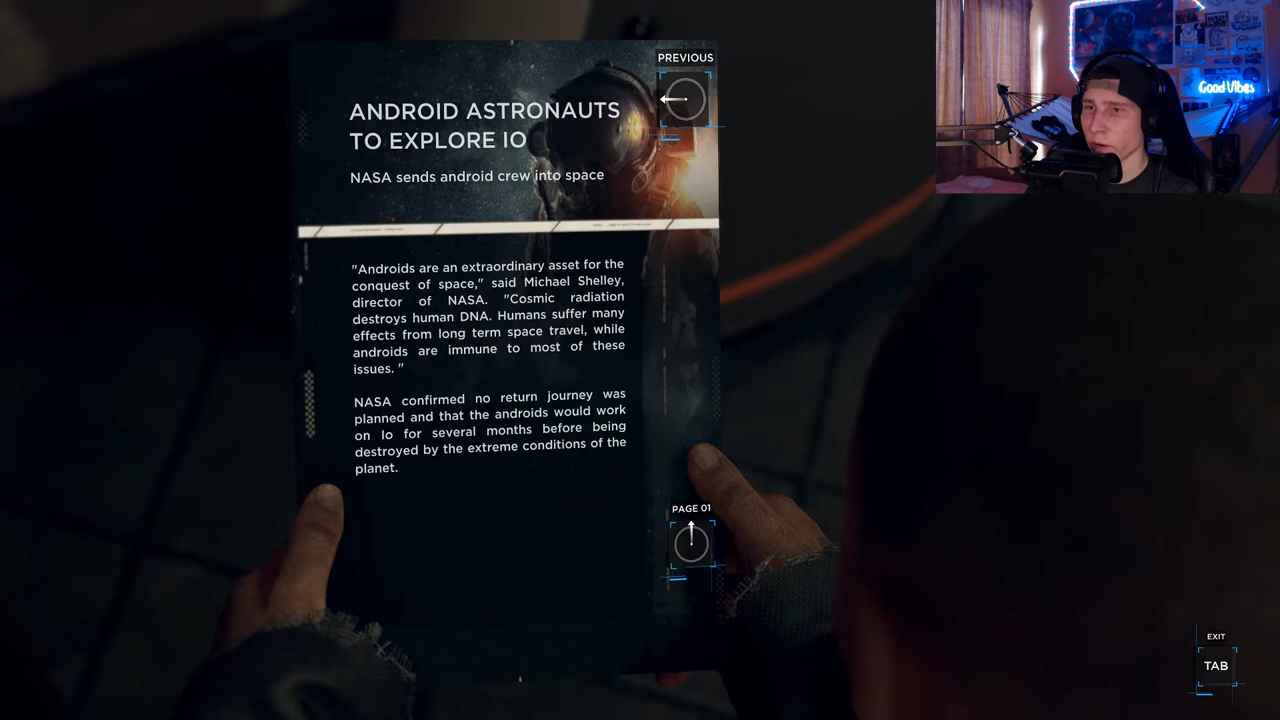 PREVIOUS
ANDROID ASTRONAUTS
TO EXPLORE IO
NASA sends android crew into space
"Androids are an extraordinary asset for the
conquest of space," said Michael Shelley,
director of NASA. "Cosmic radiation
destroys human DNA. Humans suffer many
effects from long term space travel, while
androids are immune to most of these
issues. "
NASA confirmed no return journey was
planned and that the androids would work
on Io for several months before being
destroyed by the extreme conditions of the
planet.
PAGE 01
EXIT
TAB
Good Vibes